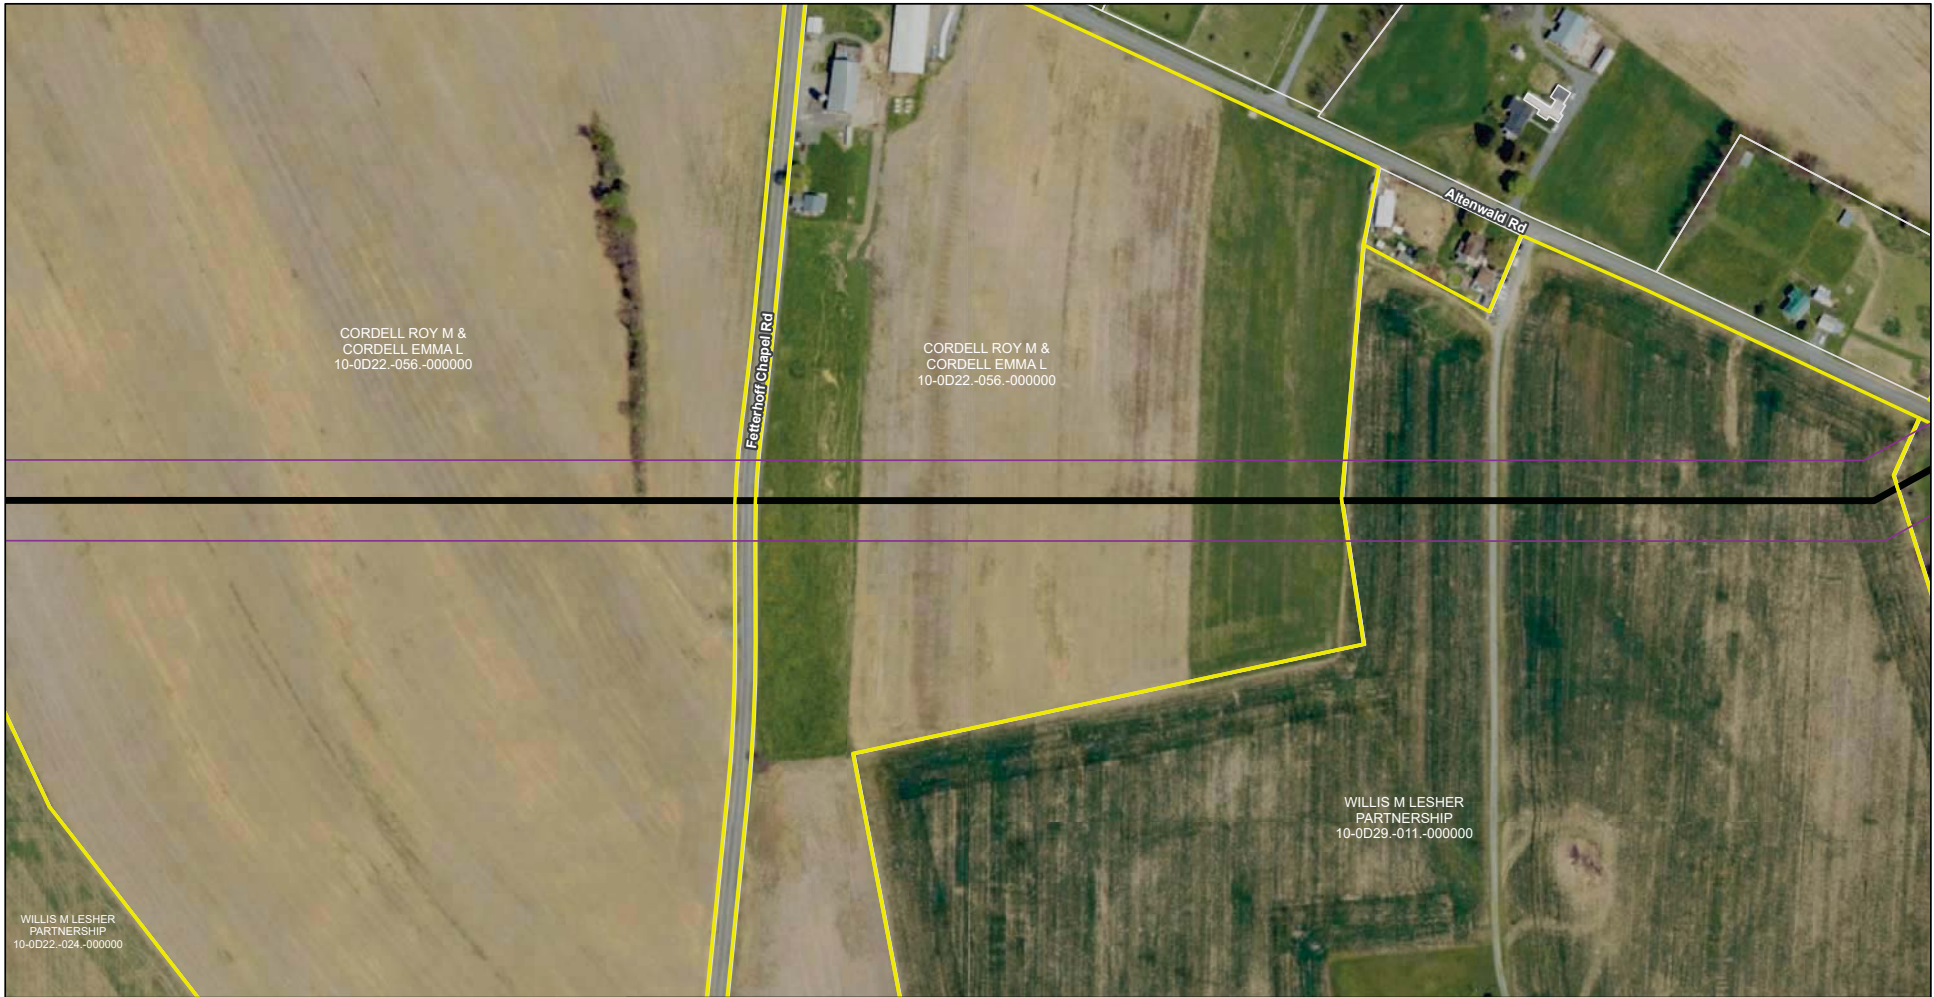 Altenwald Rd
Fetterhoff Chapel Rd
CORDELL ROY M &
CORDELL EMMA L
10-0D22.-056.-000000
CORDELL ROY M &
CORDELL EMMA L
10-0D22.-056.-000000
WILLIS M LESHER
PARTNERSHIP
10-0D29.-011.-000000
WILLIS M LESHER
PARTNERSHIP
10-0D22.-024.-000000